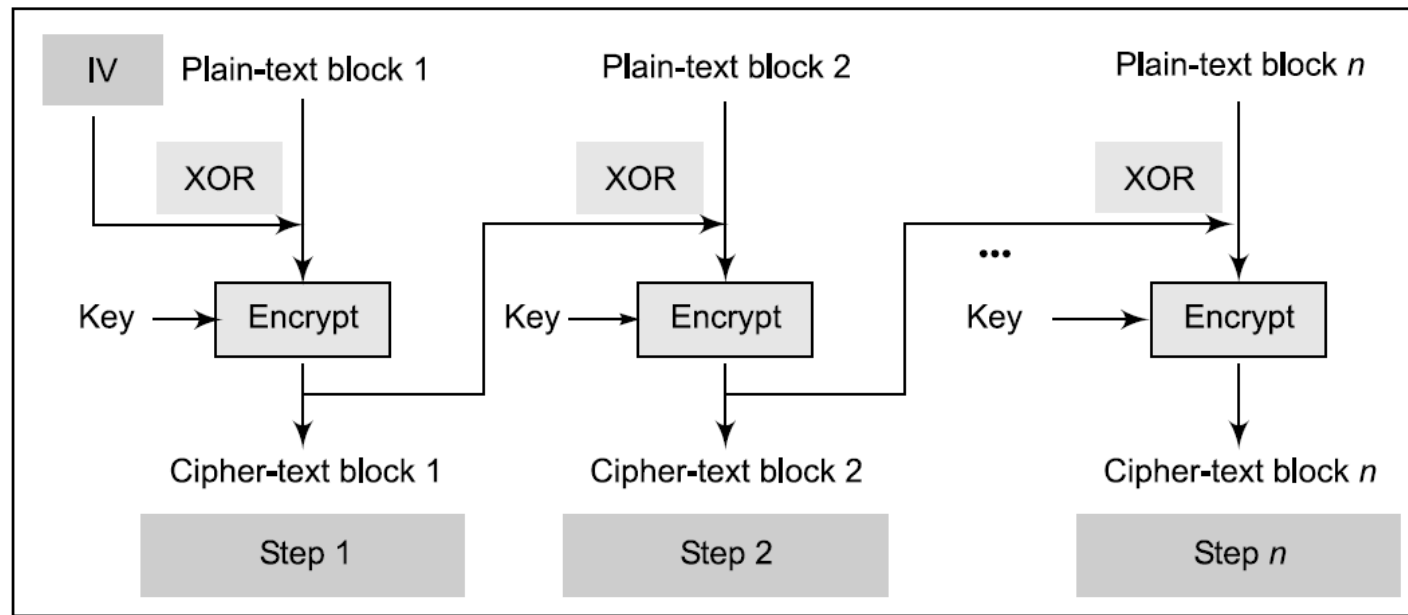 IV Plain-text block 1 Plain-text block 2 Plain-text block n
XOR XOR XOR
...
Key Encrypt Key Encrypt Key Encrypt
Cipher-text block 1 Cipher-text block 2 Cipher-text block n
Step 1 Step 2 Step n